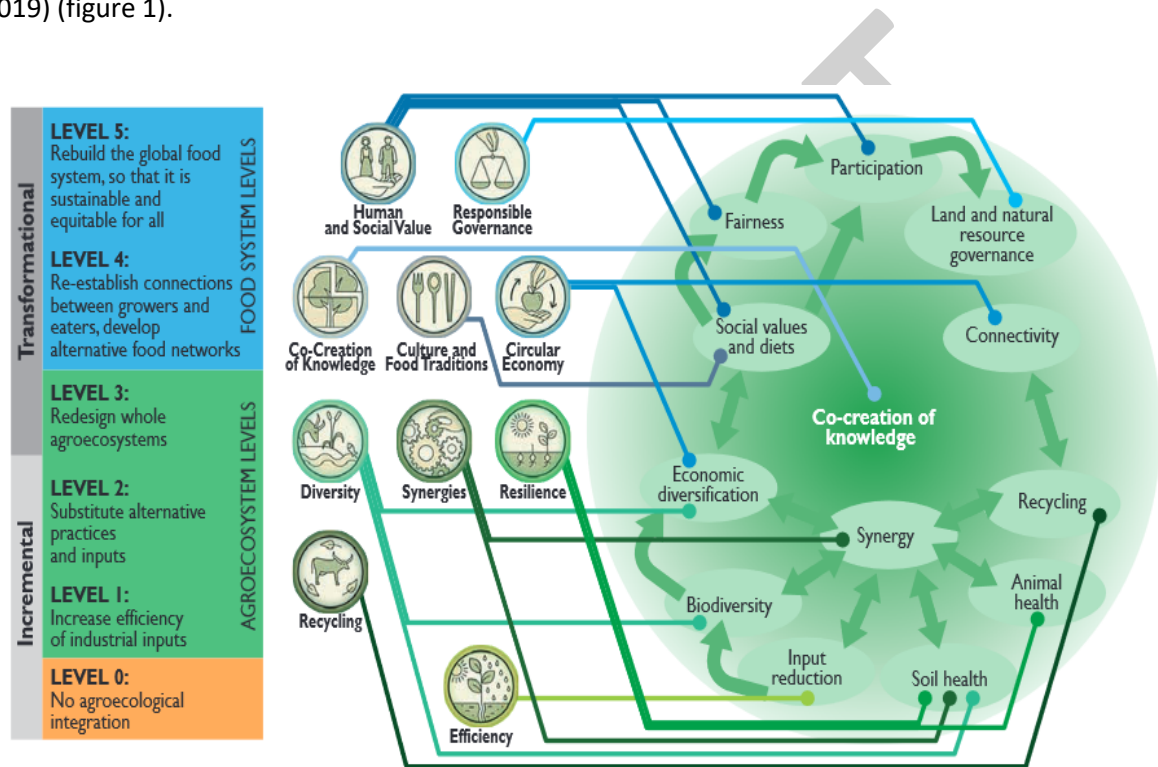 019) (figure 1).
Transformational
Incremental
LEVEL 5:
Rebuild the global food
system, so that it is
sustainable and
equitable for all
LEVEL 4:
Re-establish connections
between growers and
eaters, develop
alternative food networks
FOOD SYSTEM LEVELS
LEVEL 3:
Redesign whole
agroecosystems
LEVEL 2:
Substitute alternative
practices
and inputs
LEVEL 1:
Increase efficiency
of industrial inputs
AGROECOSYSTEM LEVELS
LEVEL 0:
No agroecological
integration
Human
and Social Value
Responsible
Governance
Co-Creation
of Knowledge
Culture and
Food Traditions
Circular
Economy
Diversity
Synergies
Resilience
Recycling
Efficiency
Participation
Fairness
Land and natural
resource
governance
Social values
and diets
Connectivity
Co-creation of
knowledge
Economic
diversification
Recycling
Synergy
Animal
health
Biodiversity
Input
reduction
Soil health